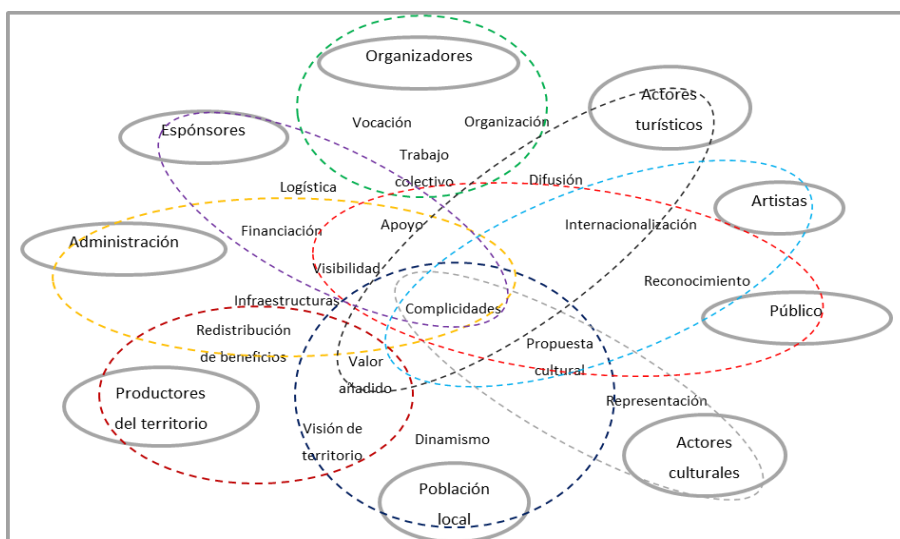 Organizadores
Actores
turísticos
Espónsores
Vocación
Organización
Trabajo
colectivo
Logística
Difusión
Artistas
Administración
Financiación
Apoyo
Internacionalización
Visibilidad
Reconocimiento
Infraestructuras
Complicidades
Público
Redistribución
de beneficios
Valor
añadido
Propuesta
cultural
Productores
del territorio
Representación
Visión de
territorio
Dinamismo
Actores
culturales
Población
local